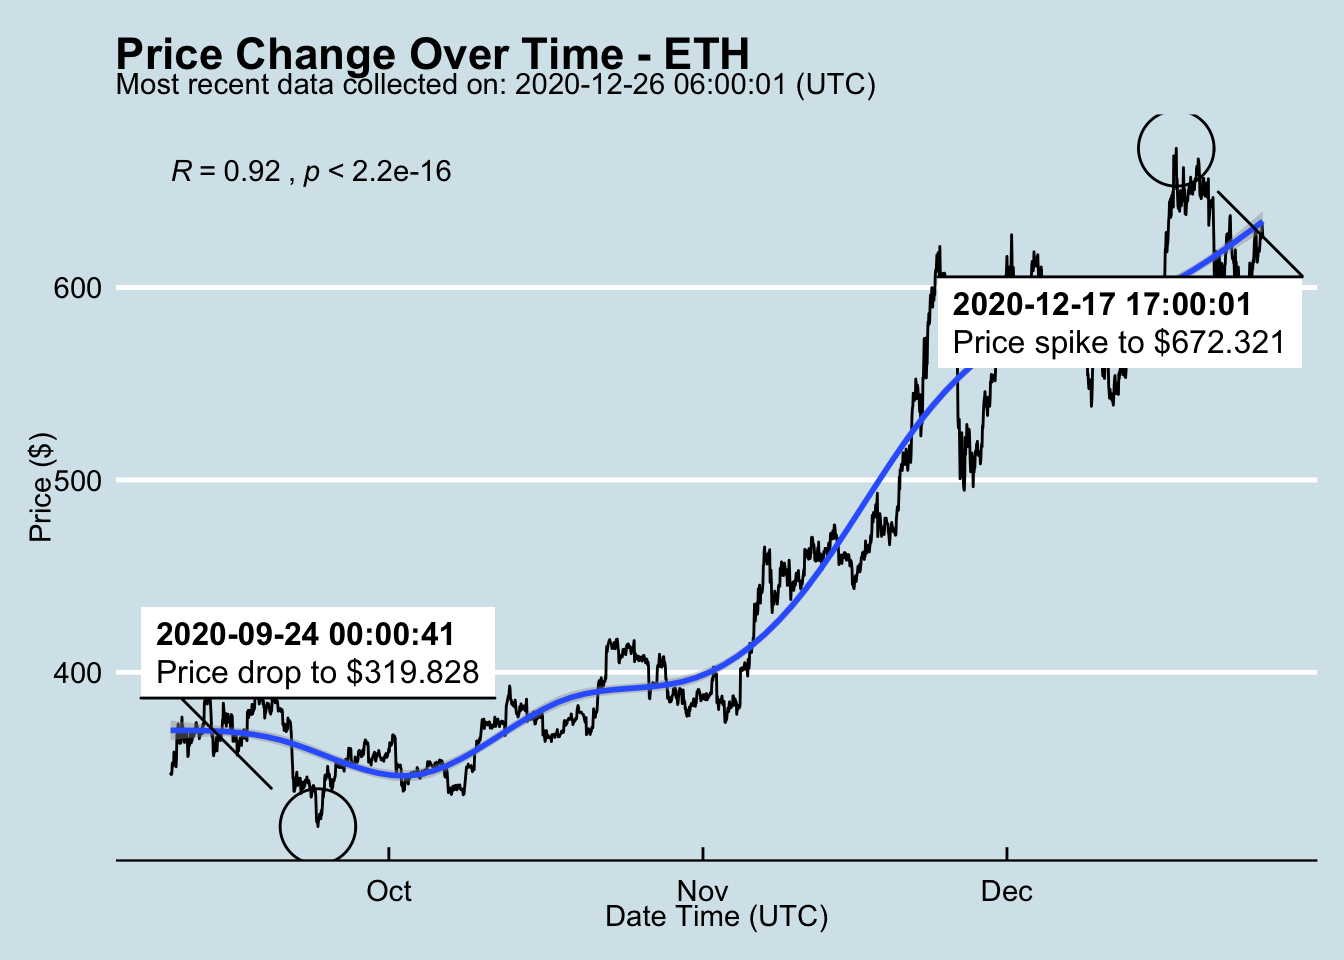 Price Change Over Time - ETH
Most recent data collected on: 2020-12-26 06:00:01 (UTC)
R = 0.92 , p < 2.2e-16
600
2020-12-17 17:00:01
Price spike to $672.321
Price ($)
500
2020-09-24 00:00:41
Price drop to $319.828
400
Oct
Nov
Dec
Date Time (UTC)